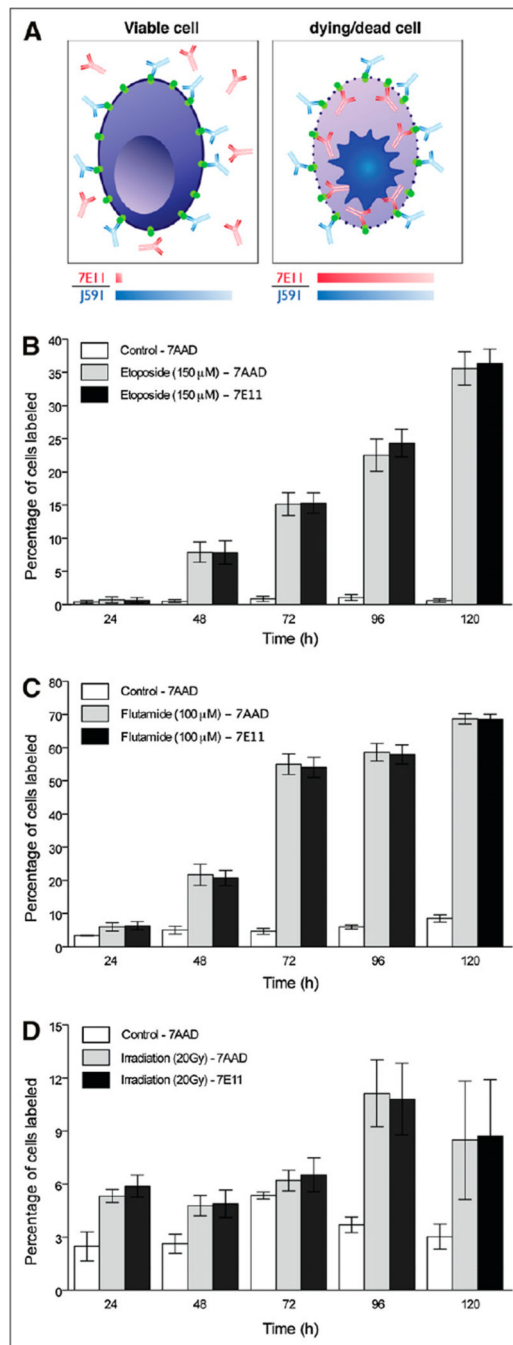 A
Viable cell
dying/dead cell
7E11
J591
7E11
J591
B
Control - 7AAD
Etoposide (150 μM) – 7AAD
Etoposide (150 μM) – 7E11
Percentage of cells labeled
40
35
30
25
20
15
10
5
0
24
48
72
96
120
Time (h)
C
Control - 7AAD
Flutamide (100 μM) – 7AAD
Flutamide (100 μM) – 7E11
Percentage of cells labeled
80
70
60
50
40
30
20
10
0
24
48
72
96
120
Time (h)
D
Control - 7AAD
Irradiation (20Gy) - 7AAD
Irradiation (20Gy) - 7E11
Percentage of cells labeled
15
12
9
6
3
0
24
48
72
96
120
Time (h)